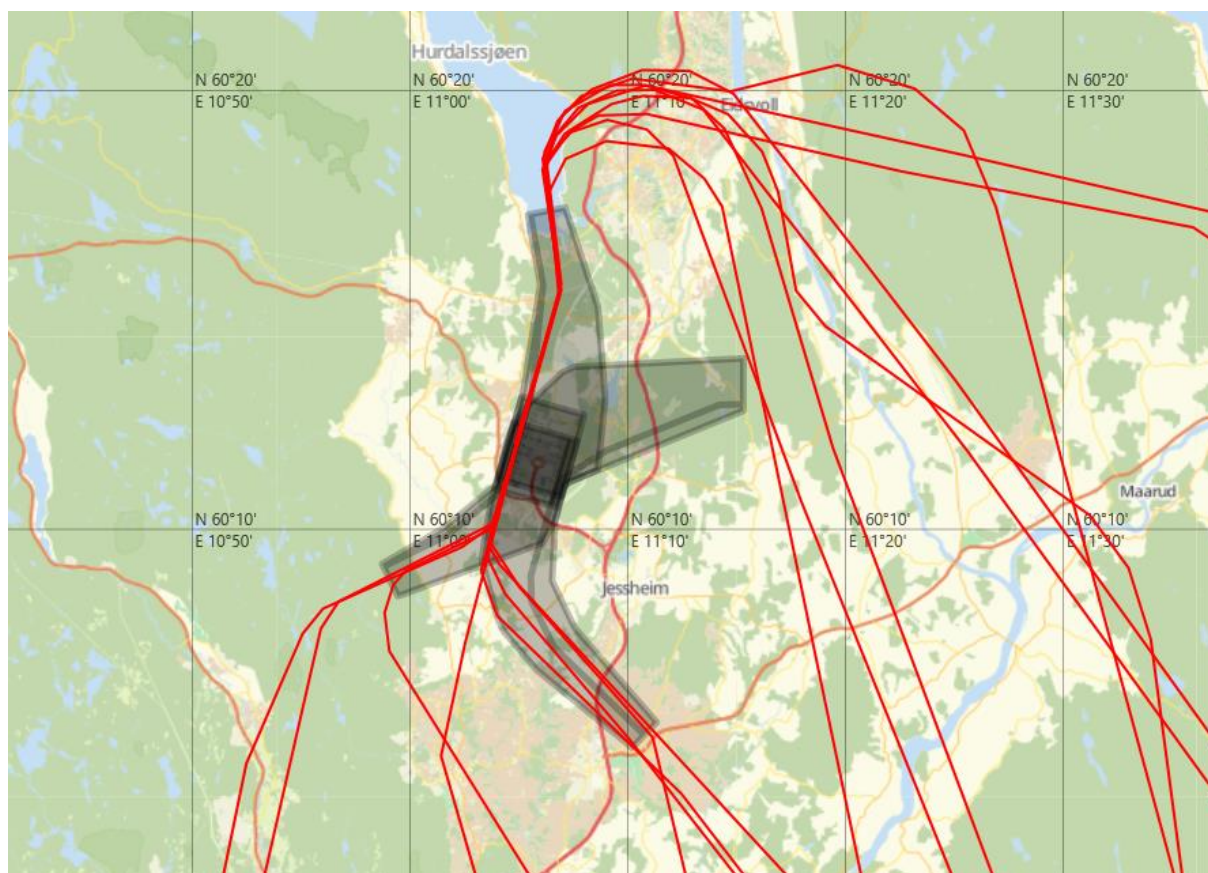 Hurdalssjøen
N 60°20'
E 10°50'
N 60°20'
E 11°00'
N 60°20'
E 11°10'
Eidsvoll
N 60°20'
E 11°20'
N 60°20'
E 11°30'
Maarud
N 60°10'
E 10°50'
N 60°10'
E 11°00'
N 60°10'
E 11°10'
N 60°10'
E 11°20'
N 60°10'
E 11°30'
Jessheim